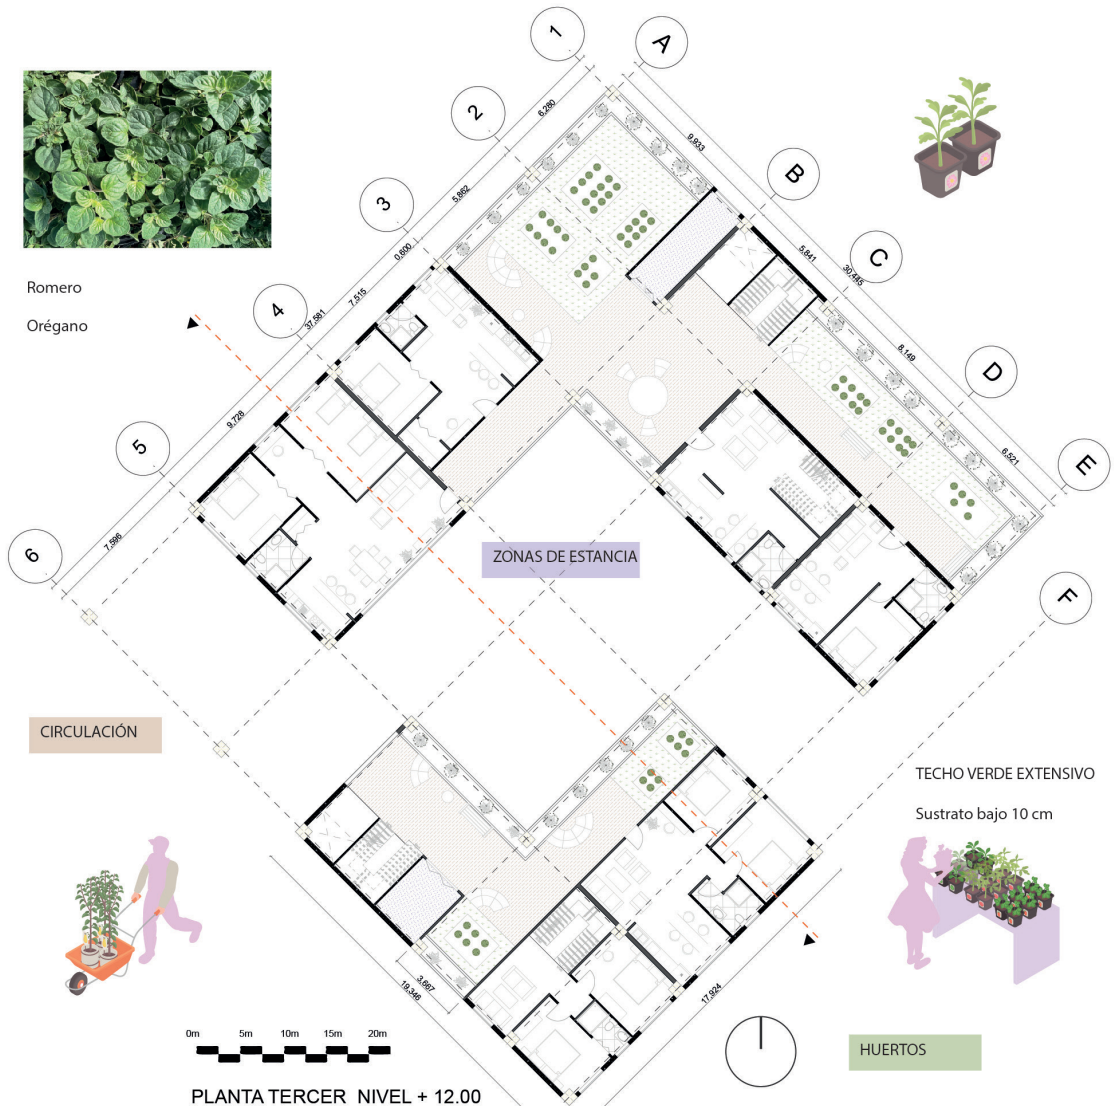 1
A
2
B
3
C
4
D
5
E
6
F
6,280
5,862
0,600
7,515
37,581
9,728
7,596
9,933
5,841
30,445
8,149
6,521
Romero
Orégano
ZONAS DE ESTANCIA
CIRCULACIÓN
TECHO VERDE EXTENSIVO
Sustrato bajo 10 cm
3,667
19,346
17,924
0m 5m 10m 15m 20m
HUERTOS
PLANTA TERCER NIVEL + 12.00